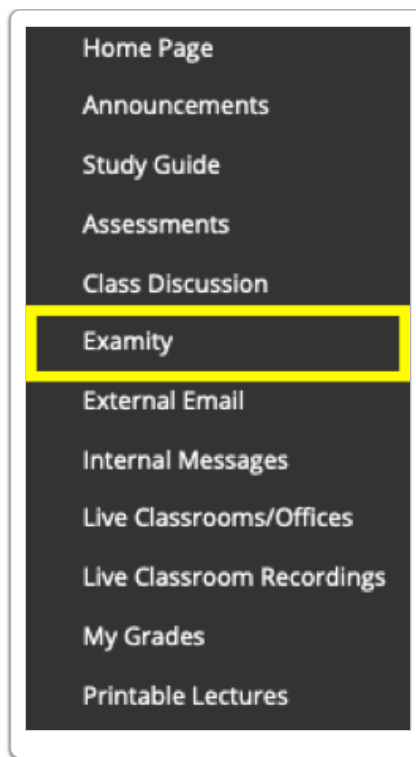 Home Page
Announcements
Study Guide
Assessments
Class Discussion
Examity
External Email
Internal Messages
Live Classrooms/Offices
Live Classroom Recordings
My Grades
Printable Lectures